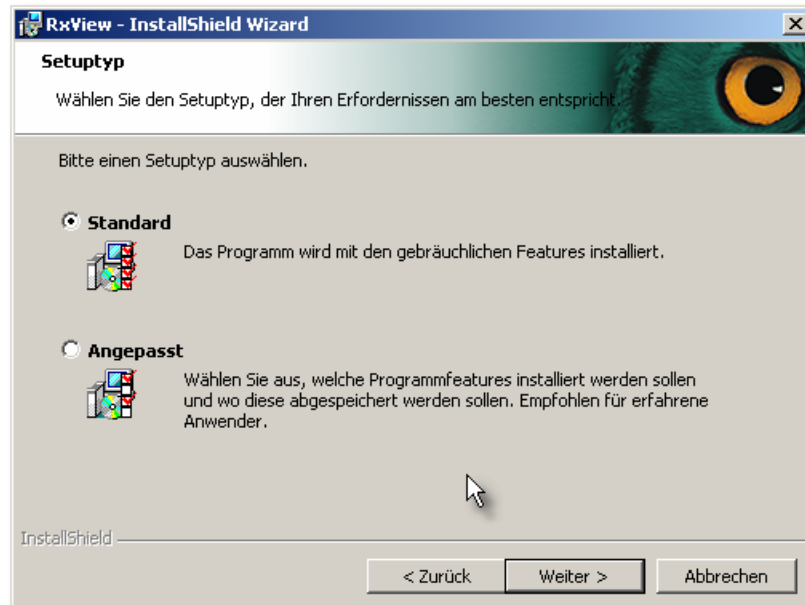 RxView - InstallShield Wizard
Setuptyp
Wählen Sie den Setuptyp, der Ihren Erfordernissen am besten entspricht.
Bitte einen Setuptyp auswählen.
Standard
Das Programm wird mit den gebräuchlichen Features installiert.
Angepasst
Wählen Sie aus, welche Programmfeatures installiert werden sollen
und wo diese abgespeichert werden sollen. Empfohlen für erfahrene
Anwender.
InstallShield
< Zurück
Weiter >
Abbrechen